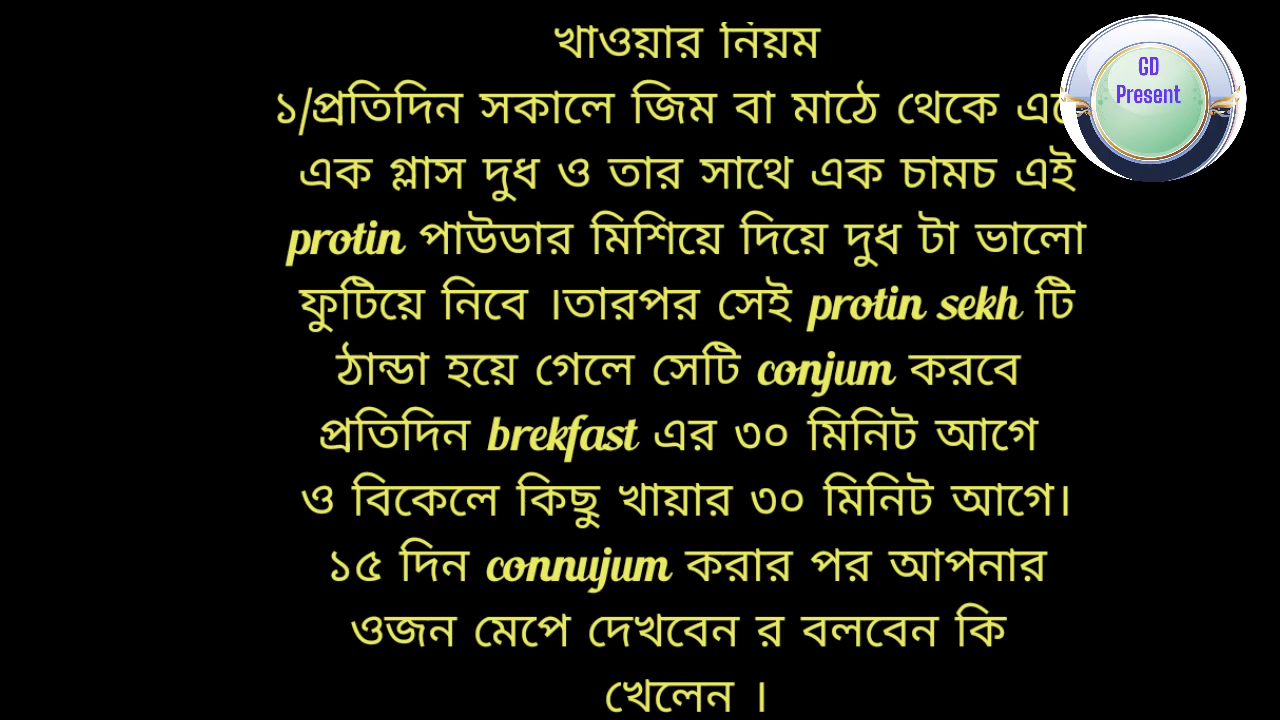 খাওয়ার নিয়ম
১/প্রতিদিন সকালে জিম বা মাঠে থেকে
এক গ্লাস দুধ ও তার সাথে এক চামচ এই
protin পাউডার মিশিয়ে দিয়ে দুধ টা ভালো
ফুটিয়ে নিবে ।তারপর সেই protin sekh টি
ঠান্ডা হয়ে গেলে সেটি conjum করবে
প্রতিদিন brekfast এর ৩০ মিনিট আগে
ও বিকেলে কিছু খায়ার ৩০ মিনিট আগে।
১৫ দিন connujum করার পর আপনার
ওজন মেপে দেখবেন র বলবেন কি
খেলেন ।
GD
Present